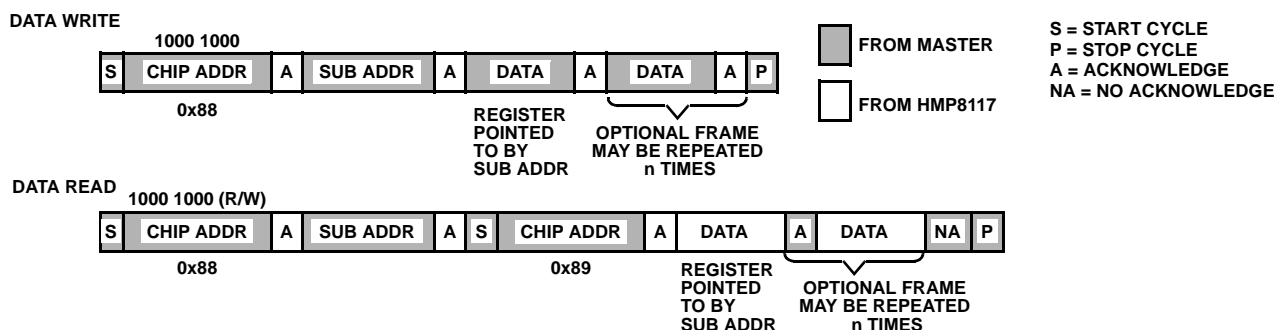 DATA WRITE
1000 1000
S CHIP ADDR A SUB ADDR A DATA A DATA A P
0x88
REGISTER
POINTED
TO BY
SUB ADDR
OPTIONAL FRAME
MAY BE REPEATED
n TIMES
FROM MASTER
FROM HMP8117
S = START CYCLE
P = STOP CYCLE
A = ACKNOWLEDGE
NA = NO ACKNOWLEDGE
DATA READ
1000 1000 (R/W)
S CHIP ADDR A SUB ADDR A S CHIP ADDR A DATA A DATA NA P
0x88
0x89
REGISTER
POINTED
TO BY
SUB ADDR
OPTIONAL FRAME
MAY BE REPEATED
n TIMES